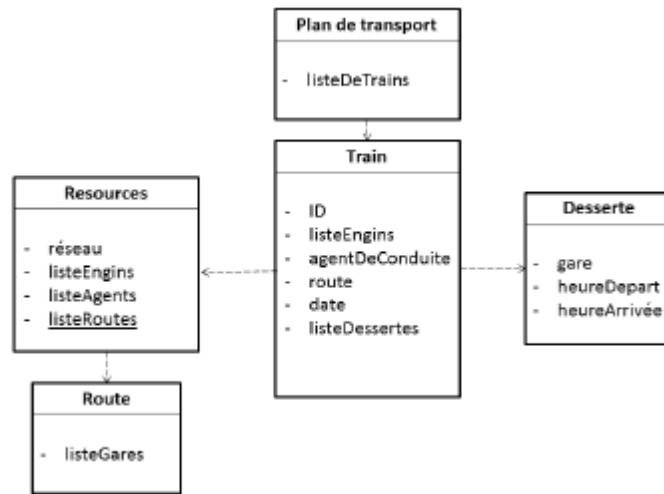 Plan de transport
- listeDeTrains
Train
- ID
- listeEngins
- agentDeConduite
- route
- date
- listeDessertes
Resources
- réseau
- listeEngins
- listeAgents
- listeRoutes
Desserte
- gare
- heureDepart
- heureArrivée
Route
- listeGares